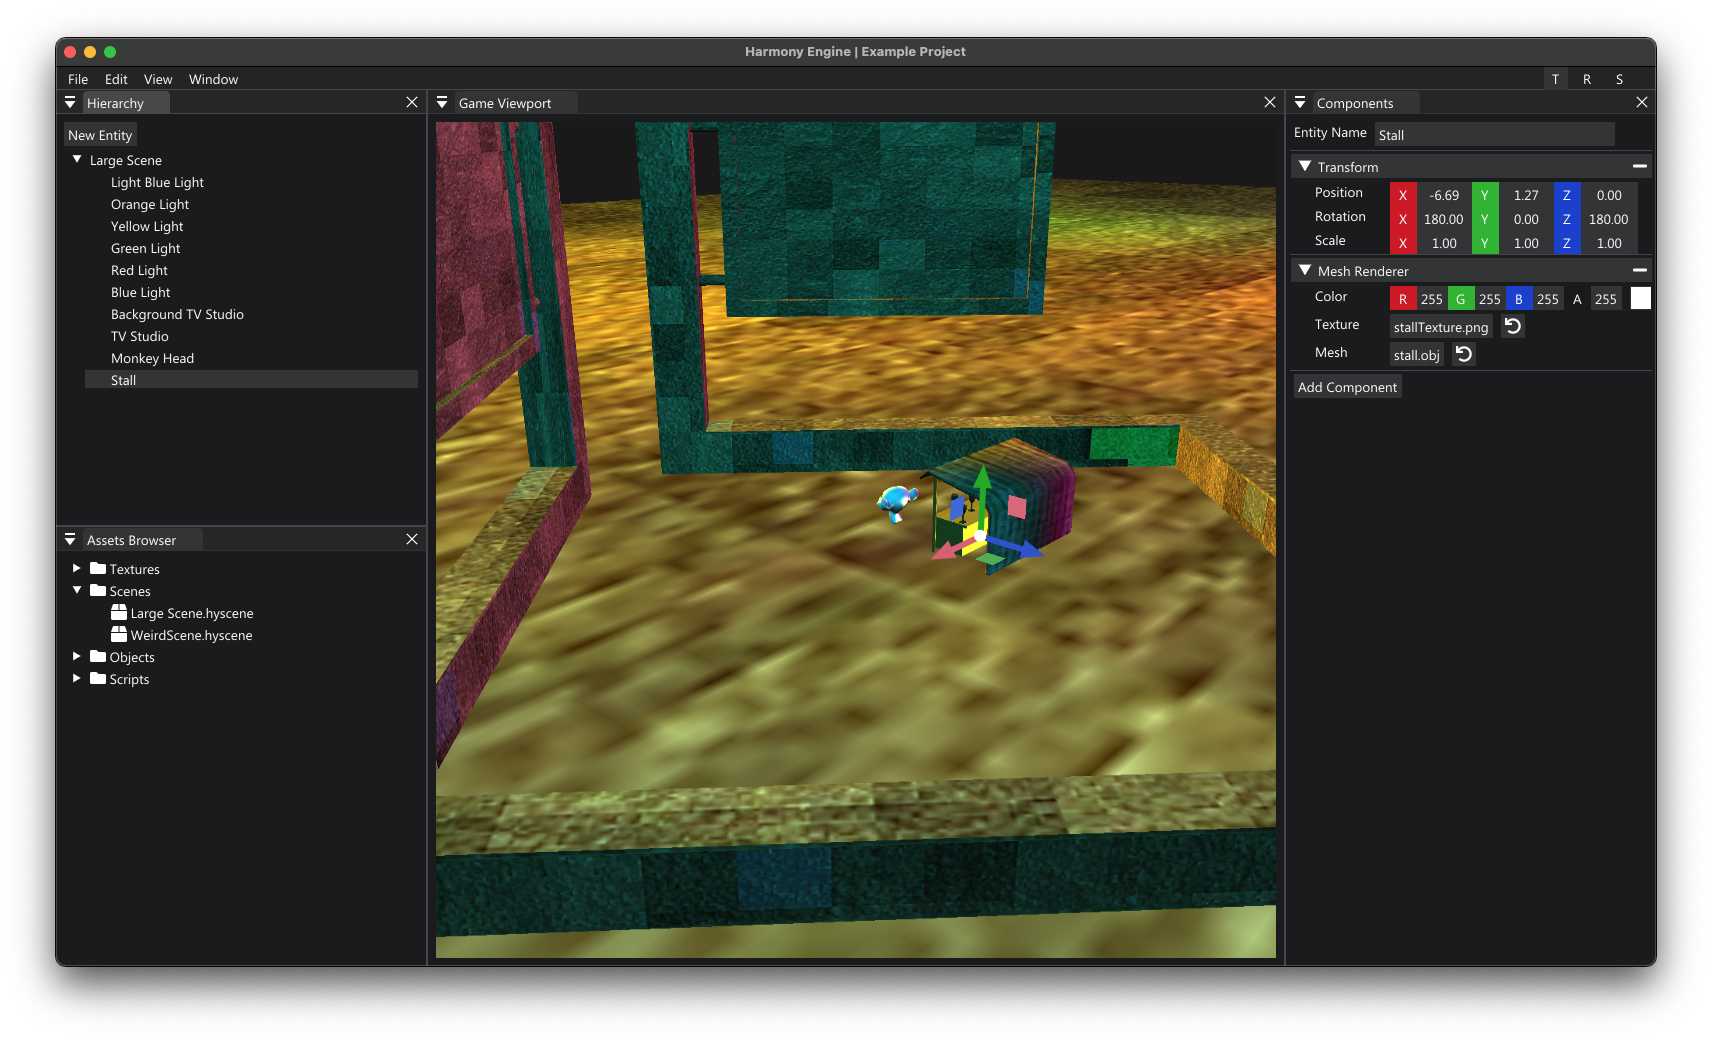 Harmony Engine | Example Project
File Edit View Window T R S
Hierarchy
New Entity
Large Scene
Light Blue Light
Orange Light
Yellow Light
Green Light
Red Light
Blue Light
Background TV Studio
TV Studio
Monkey Head
Stall
Assets Browser
Textures
Scenes
Large Scene.hyscene
WeirdScene.hyscene
Objects
Scripts
Game Viewport
Components
Entity Name Stall
Transform
Position X -6.69 Y 1.27 Z 0.00
Rotation X 180.00 Y 0.00 Z 180.00
Scale X 1.00 Y 1.00 Z 1.00
Mesh Renderer
Color R 255 G 255 B 255 A 255
Texture stallTexture.png
Mesh stall.obj
Add Component